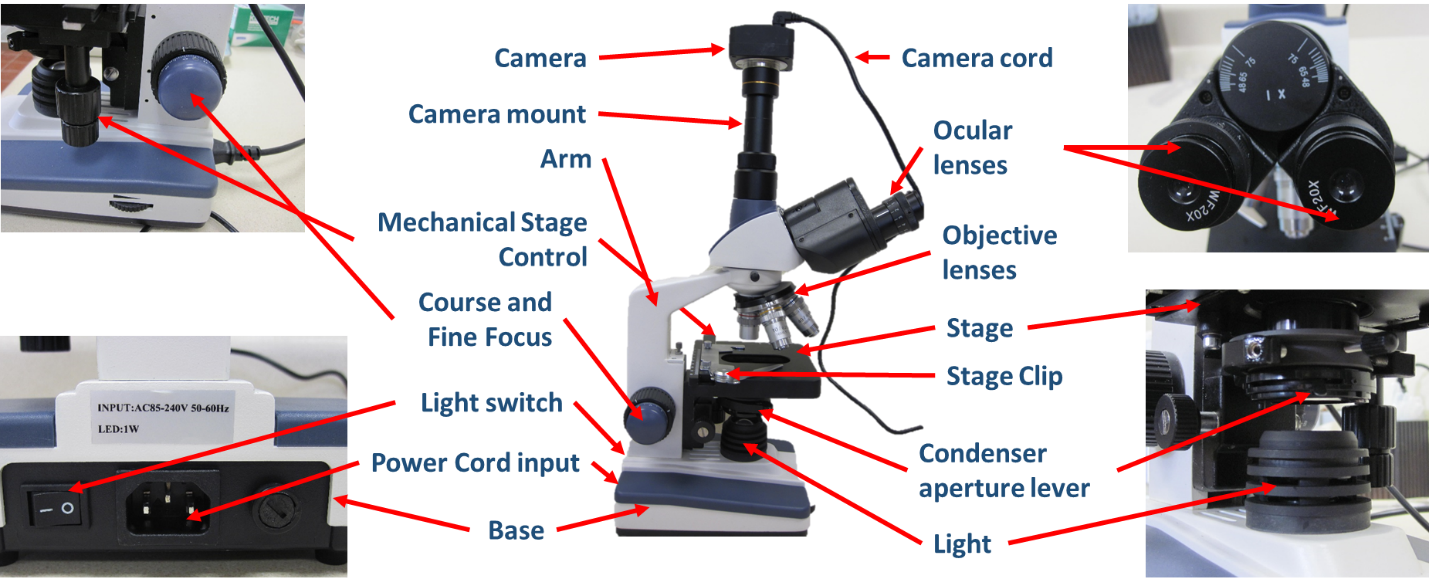 Camera
Camera cord
Camera mount
Ocular
lenses
Arm
Mechanical Stage
Control
Objective
lenses
Course and
Fine Focus
Stage
Stage Clip
Light switch
Condenser
aperture lever
Power Cord input
Base
Light
75
75
65
48
65
48
I X
WF20X
WF20X
INPUT:AC85-240V 50-60Hz
LED:1W